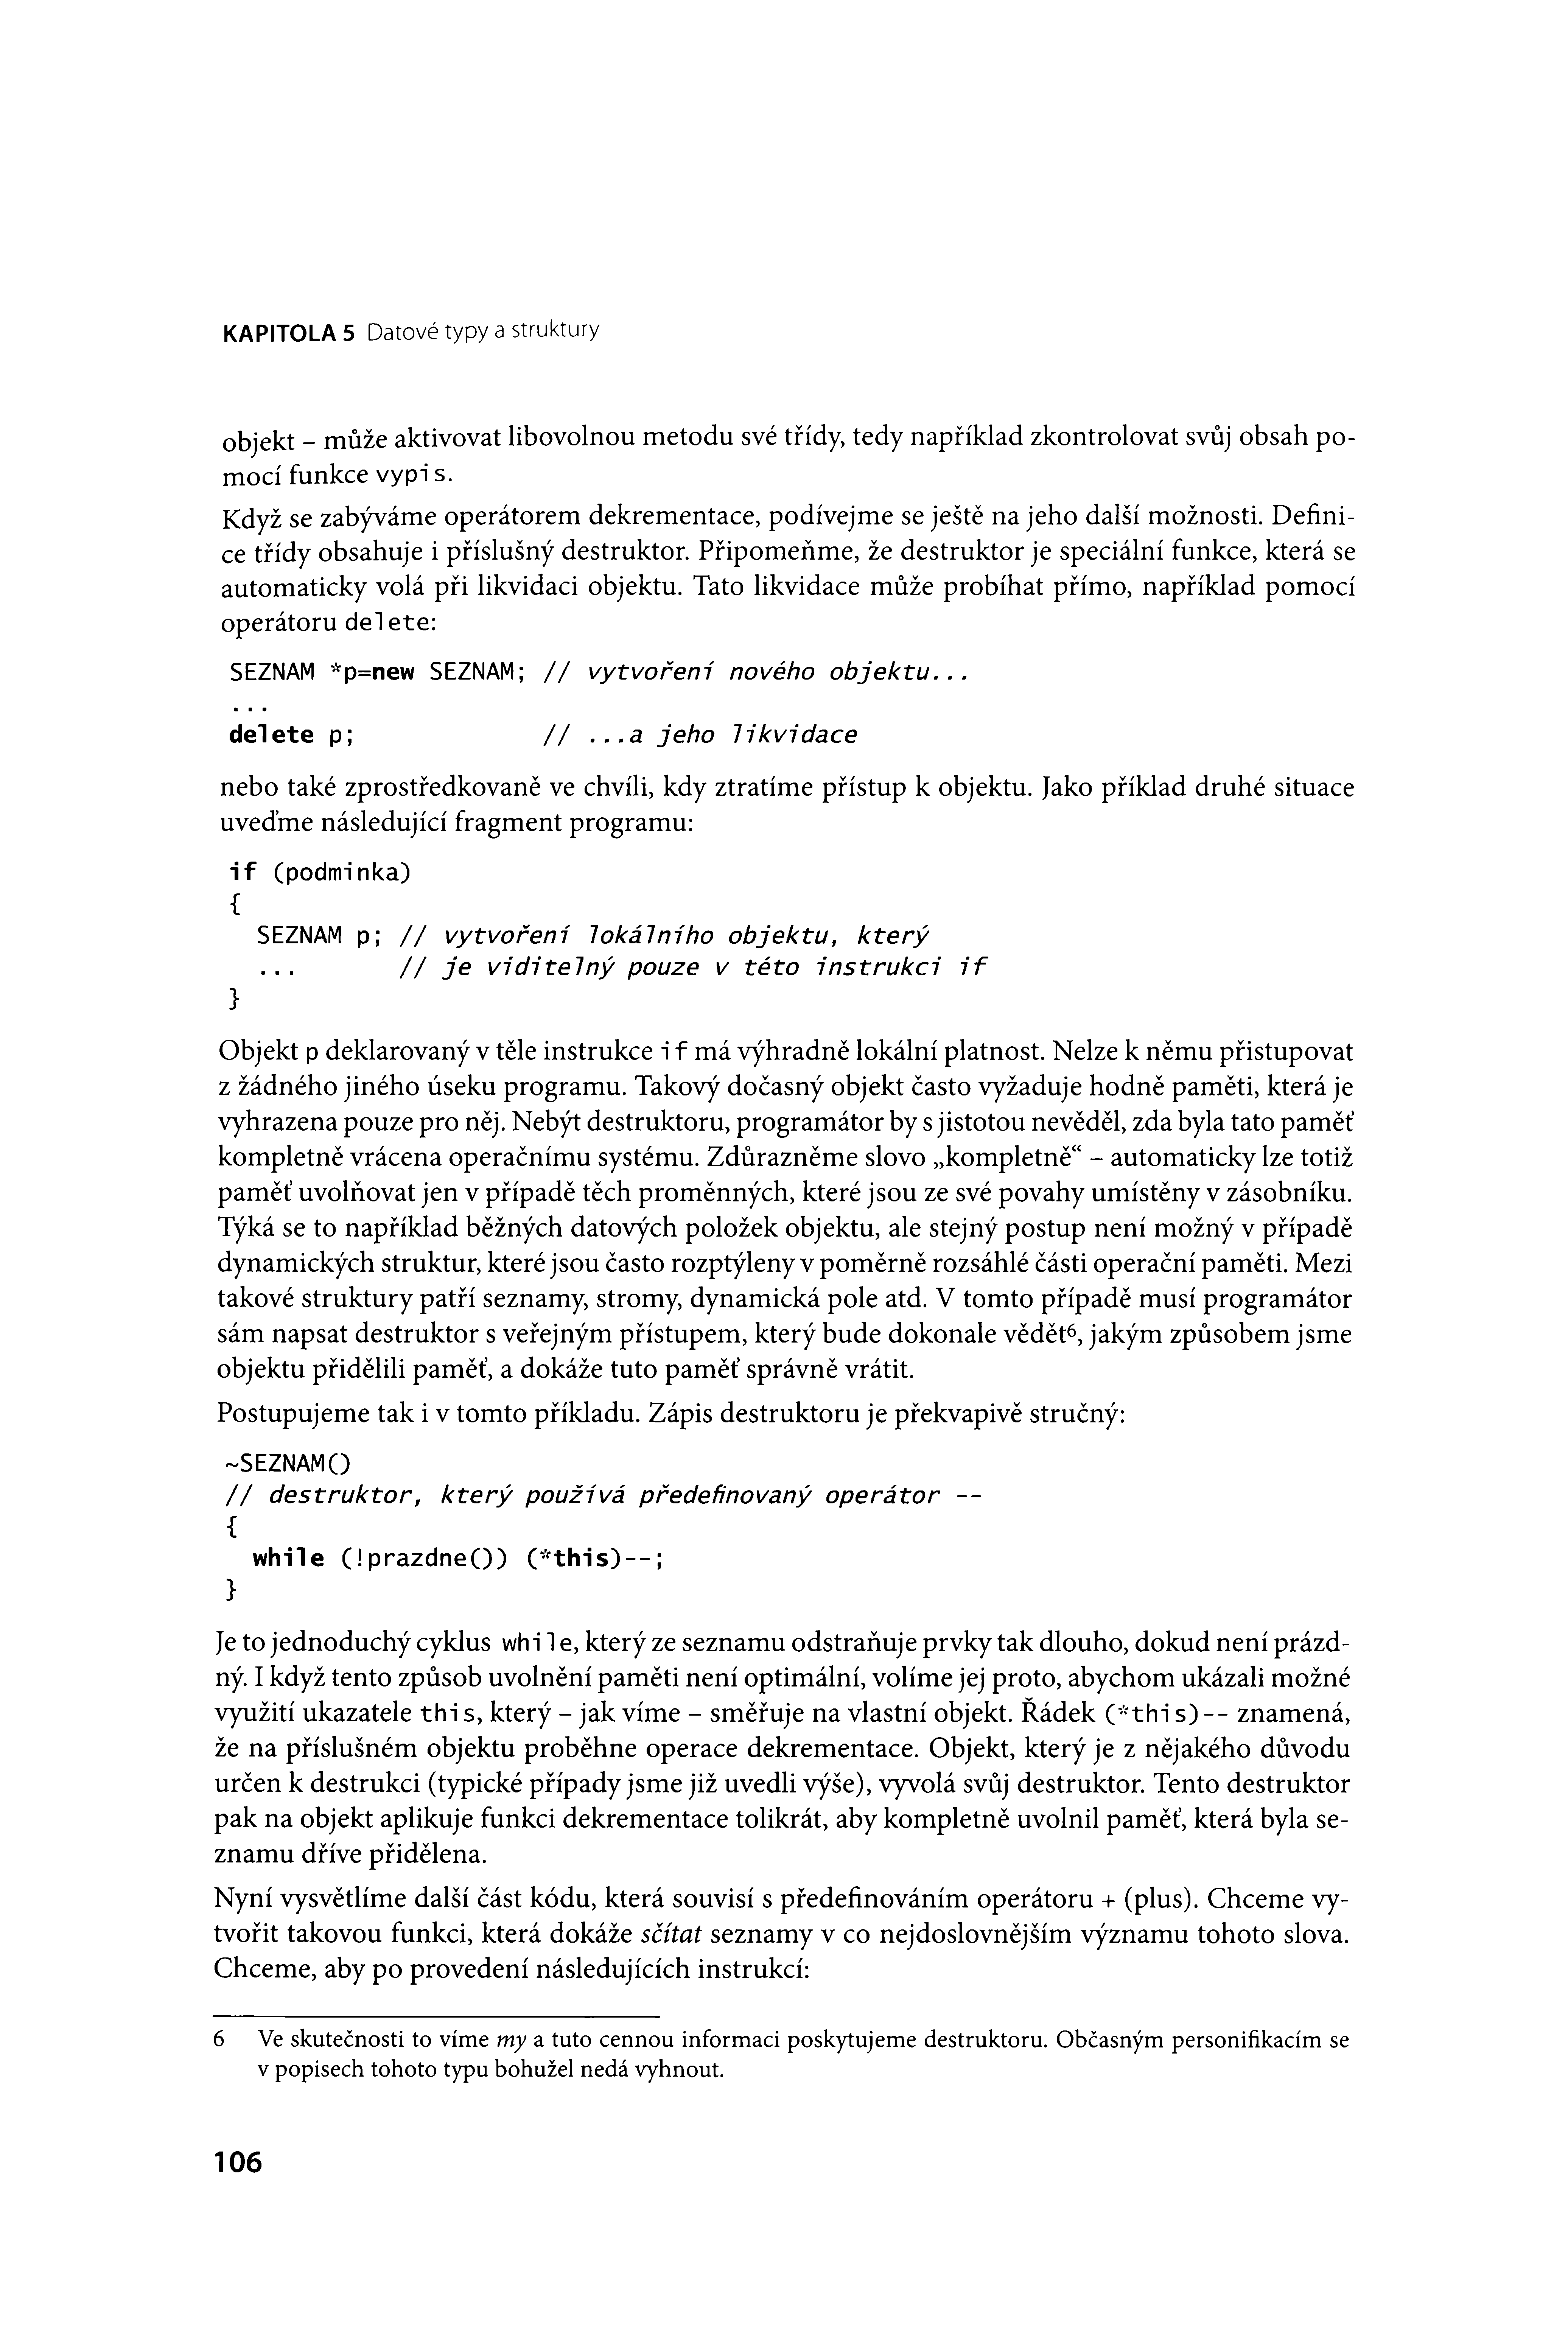 KAPITOLA 5 Datové typy a struktury
objekt – může aktivovat libovolnou metodu své třídy, tedy například zkontrolovat svůj obsah po-
mocí funkce vypis.
Když se zabýváme operátorem dekrementace, podívejme se ještě na jeho další možnosti. Defini-
ce třídy obsahuje i příslušný destruktor. Připomeňme, že destruktor je speciální funkce, která se
automaticky volá při likvidaci objektu. Tato likvidace může probíhat přímo, například pomocí
operátoru delete:
SEZNAM *p=new SEZNAM; // vytvoření nového objektu...
...
delete p; // ...a jeho likvidace
nebo také zprostředkovaně ve chvíli, kdy ztratíme přístup k objektu. Jako příklad druhé situace
uveďme následující fragment programu:
if (podminka)
{
SEZNAM p; // vytvoření lokálního objektu, který
... // je viditelný pouze v této instrukci if
}
Objekt p deklarovaný v těle instrukce if má výhradně lokální platnost. Nelze k němu přistupovat
z žádného jiného úseku programu. Takový dočasný objekt často vyžaduje hodně paměti, která je
vyhrazena pouze pro něj. Nebýt destruktoru, programátor by s jistotou nevěděl, zda byla tato paměť
kompletně vrácena operačnímu systému. Zdůrazněme slovo „kompletně“ – automaticky lze totiž
paměť uvolňovat jen v případě těch proměnných, které jsou ze své povahy umístěny v zásobníku.
Týká se to například běžných datových položek objektu, ale stejný postup není možný v případě
dynamických struktur, které jsou často rozptýleny v poměrně rozsáhlé části operační paměti. Mezi
takové struktury patří seznamy, stromy, dynamická pole atd. V tomto případě musí programátor
sám napsat destruktor s veřejným přístupem, který bude dokonale vědět⁶, jakým způsobem jsme
objektu přidělili paměť, a dokáže tuto paměť správně vrátit.
Postupujeme tak i v tomto příkladu. Zápis destruktoru je překvapivě stručný:
~SEZNAM()
// destruktor, který používá předefinovaný operátor --
{
while (!prazdne()) (*this)--;
}
Je to jednoduchý cyklus while, který ze seznamu odstraňuje prvky tak dlouho, dokud není prázd-
ný. I když tento způsob uvolnění paměti není optimální, volíme jej proto, abychom ukázali možné
využití ukazatele this, který – jak víme – směřuje na vlastní objekt. Řádek (*this)-- znamená,
že na příslušném objektu proběhne operace dekrementace. Objekt, který je z nějakého důvodu
určen k destrukci (typické případy jsme již uvedli výše), vyvolá svůj destruktor. Tento destruktor
pak na objekt aplikuje funkci dekrementace tolikrát, aby kompletně uvolnil paměť, která byla se-
znamu dříve přidělena.
Nyní vysvětlíme další část kódu, která souvisí s předefinováním operátoru + (plus). Chceme vy-
tvořit takovou funkci, která dokáže sčítat seznamy v co nejdoslovnějším významu tohoto slova.
Chceme, aby po provedení následujících instrukcí:
6 Ve skutečnosti to víme my a tuto cennou informaci poskytujeme destruktoru. Občasným personifikacím se
v popisech tohoto typu bohužel nedá vyhnout.
106